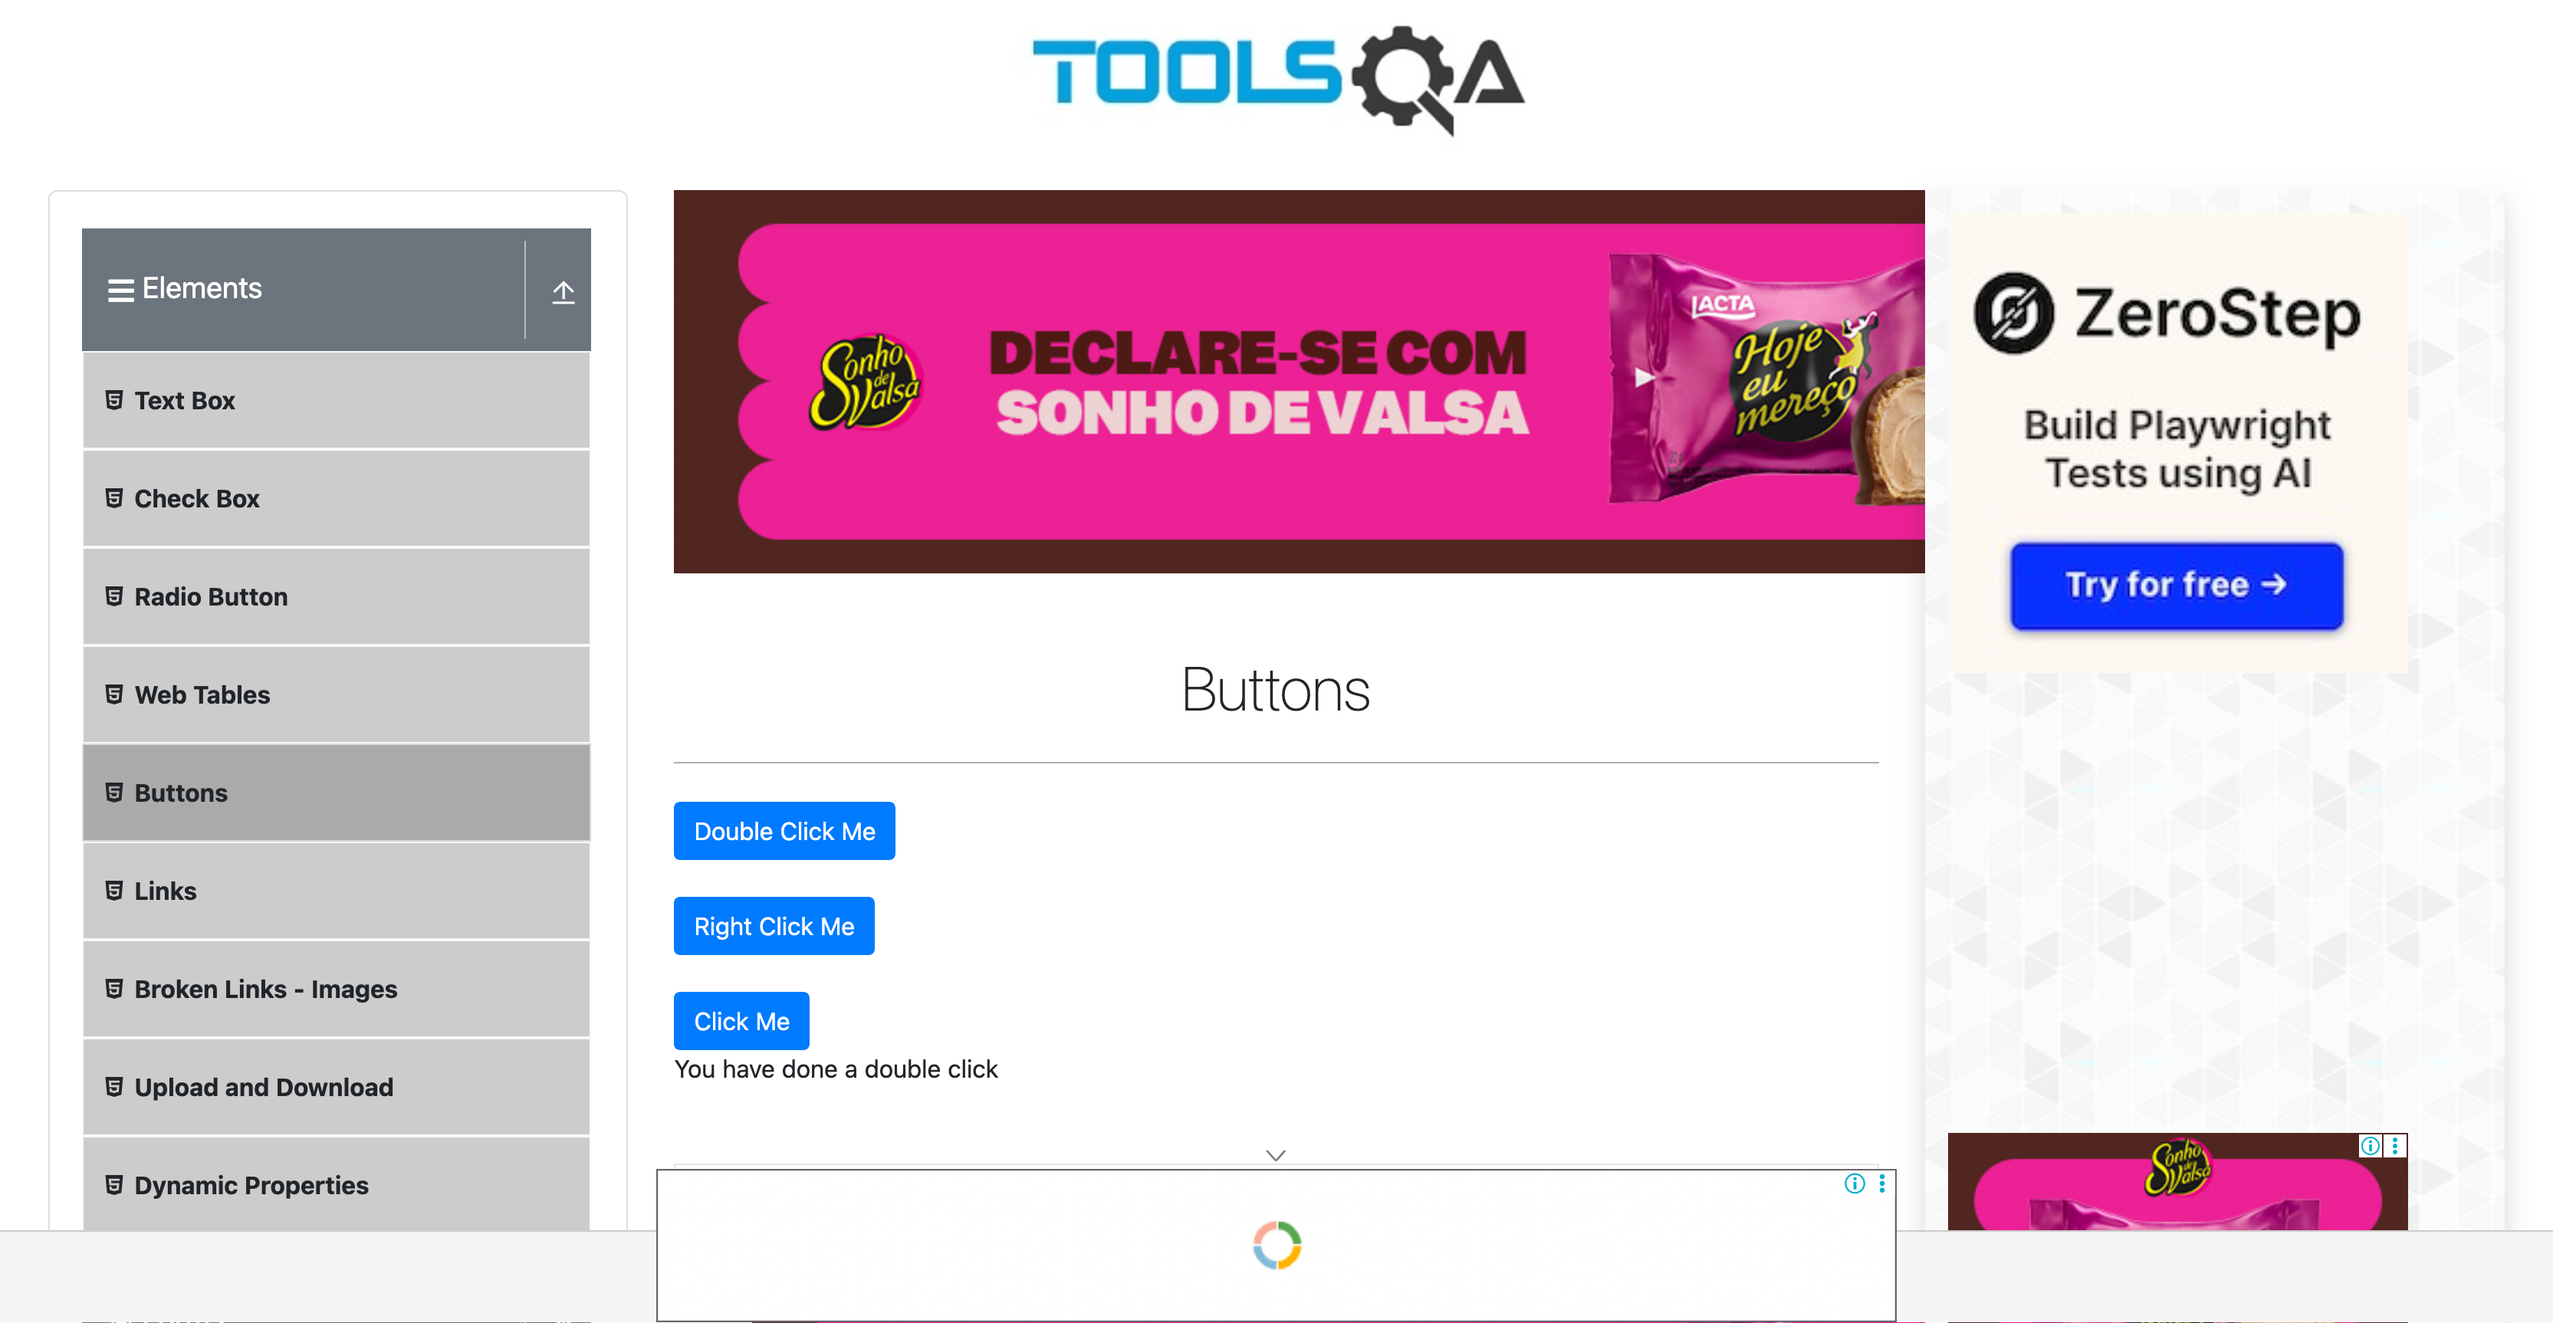 TOOLSQA
Elements
Text Box
Check Box
Radio Button
Web Tables
Buttons
Links
Broken Links - Images
Upload and Download
Dynamic Properties
Sonho
de
Valsa
DECLARE-SE COM
SONHO DE VALSA
LACTA
Hoje
eu
mereço
Buttons
Double Click Me
Right Click Me
Click Me
You have done a double click
ZeroStep
Build Playwright
Tests using AI
Try for free →
Sonho
de
Valsa